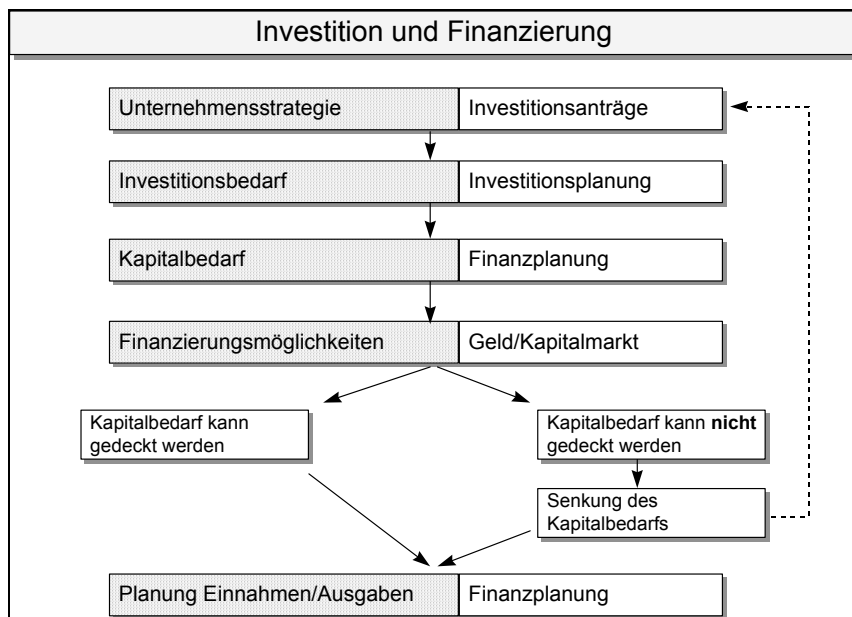 Investition und Finanzierung
Unternehmensstrategie
Investitionsanträge
Investitionsbedarf
Investitionsplanung
Kapitalbedarf
Finanzplanung
Finanzierungsmöglichkeiten
Geld/Kapitalmarkt
Kapitalbedarf kann
gedeckt werden
Kapitalbedarf kann nicht
gedeckt werden
Senkung des
Kapitalbedarfs
Planung Einnahmen/Ausgaben
Finanzplanung